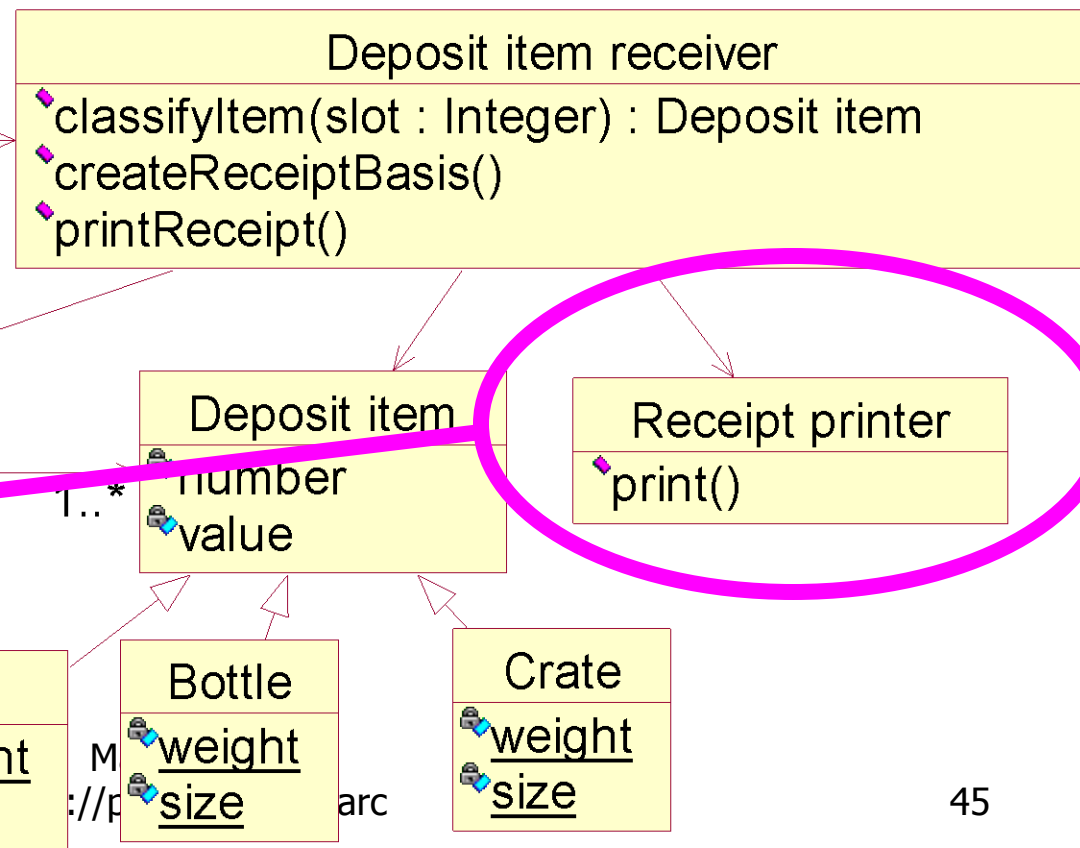 Deposit item receiver
classifyItem(slot : Integer) : Deposit item
createReceiptBasis()
printReceipt()
Deposit item
number
value
1..*
Receipt printer
print()
Bottle
weight
size
Crate
weight
size
45